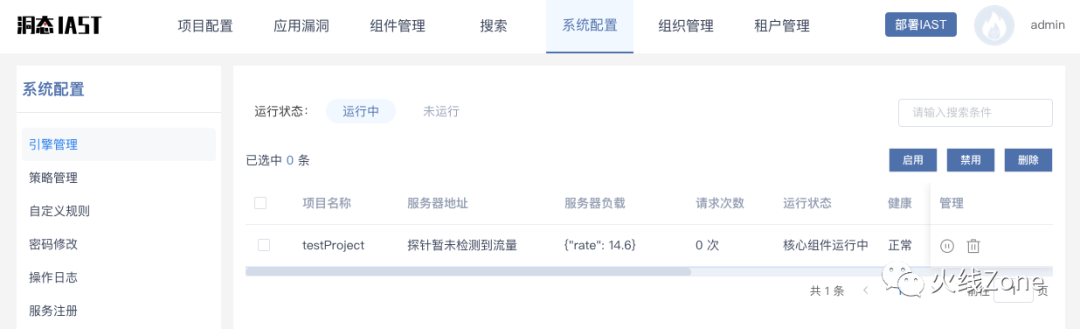 洞态IAST 项目配置 应用漏洞 组件管理 搜索 系统配置 组织管理 租户管理 部署IAST admin
系统配置
引擎管理
策略管理
自定义规则
密码修改
操作日志
服务注册
运行状态： 运行中 未运行 请输入搜索条件
已选中 0 条 启用 禁用 删除
项目名称 服务器地址 服务器负载 请求次数 运行状态 健康 管理
testProject 探针暂未检测到流量 {"rate": 14.6} 0 次 核心组件运行中 正常
共 1 条 1 前往 1 页
火线Zone